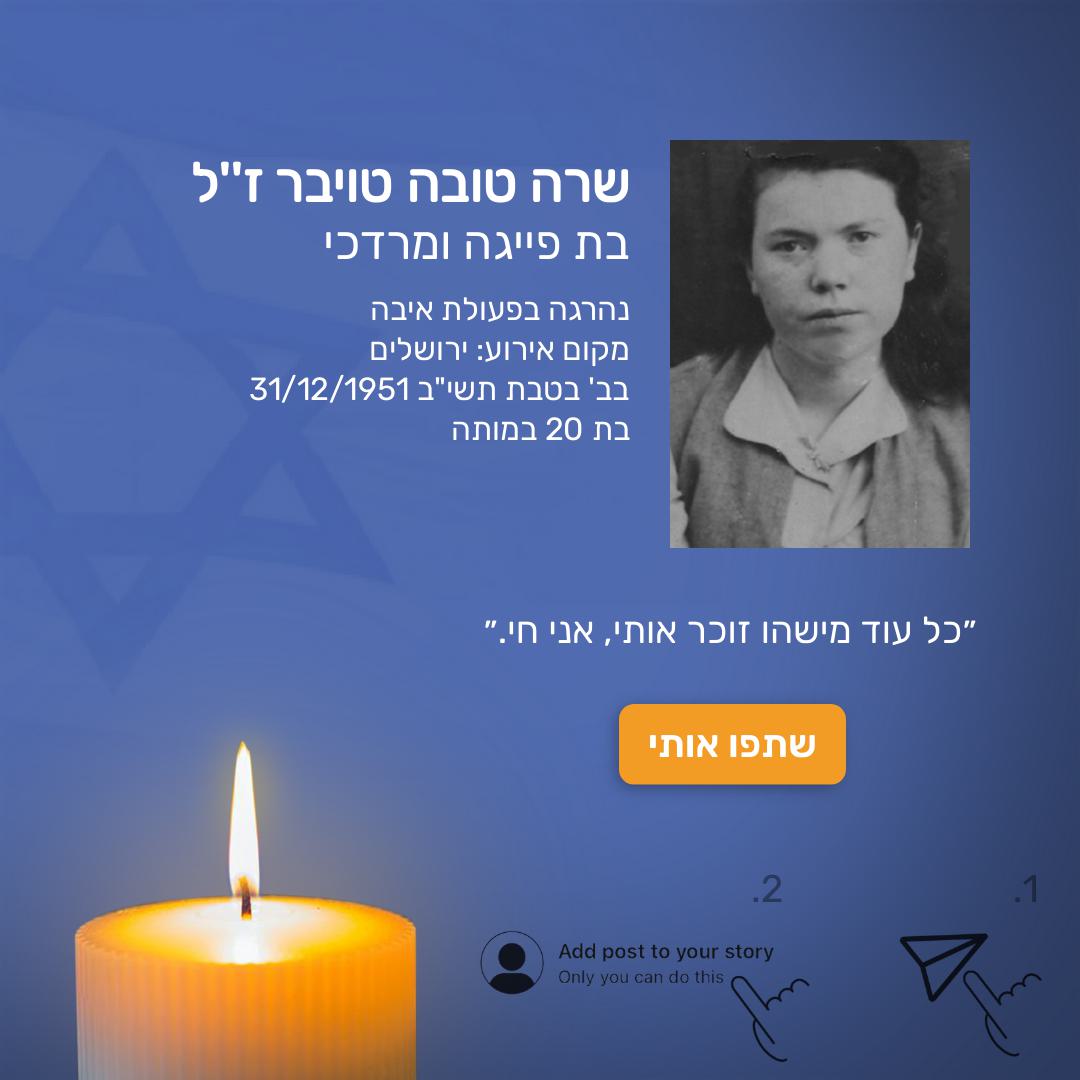 שרה טובה טויבר ז"ל
בת פייגה ומרדכי
נהרגה בפעולת איבה
מקום אירוע: ירושלים
בב' בטבת תשי"ב 31/12/1951
בת 20 במותה
״כל עוד מישהו זוכר אותי, אני חי.״
שתפו אותי
1.
2.
Add post to your story
Only you can do this